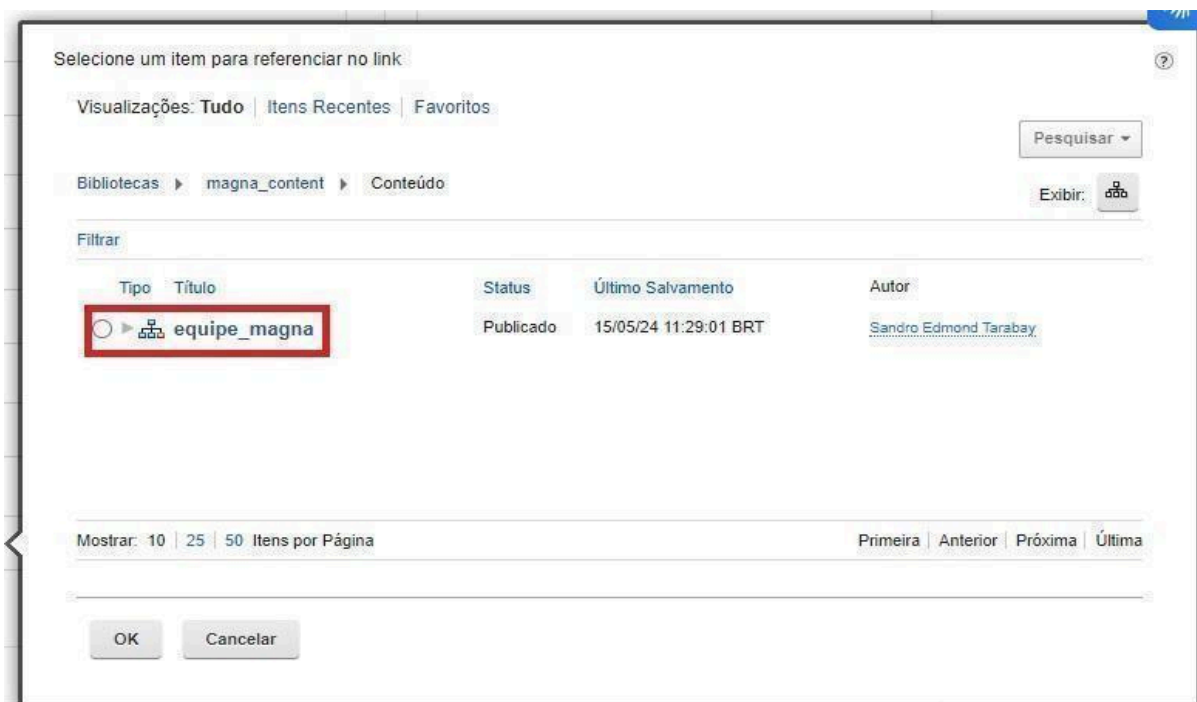 Selecione um item para referenciar no link
?
Visualizações: Tudo | Itens Recentes | Favoritos
Pesquisar
Bibliotecas magna_content Conteúdo
Exibir:
Filtrar
Tipo Título Status Último Salvamento Autor
equipe_magna Publicado 15/05/24 11:29:01 BRT Sandro Edmond Tarabay
Mostrar: 10 | 25 | 50 Itens por Página Primeira | Anterior | Próxima | Última
OK Cancelar